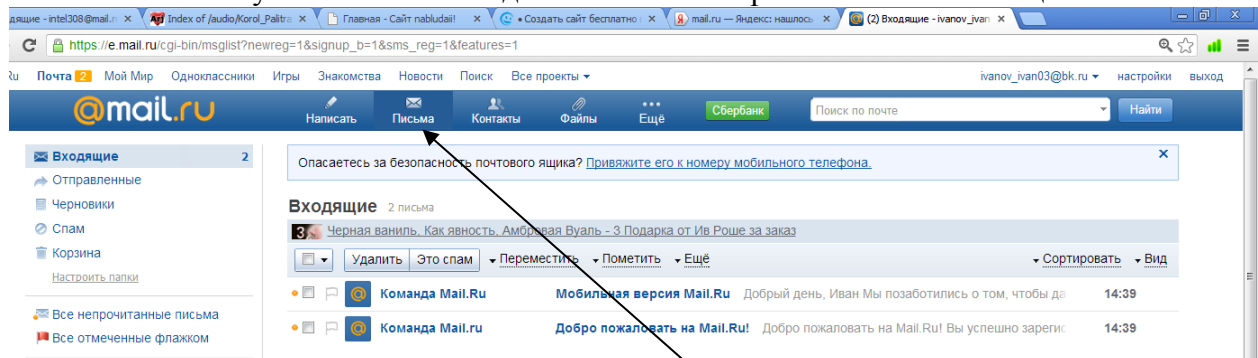 дящие - intel308@mail.r
Index of /audio/Korol_Palitra
Главная - Сайт nabludaii!
• Создать сайт бесплатно
mail.ru — Яндекс: нашлось
(2) Входящие - ivanov_ivan
https://e.mail.ru/cgi-bin/msglist?newreg=1&signup_b=1&sms_reg=1&features=1
Ru Почта 2 Мой Мир Одноклассники Игры Знакомства Новости Поиск Все проекты ivanov_ivan03@bk.ru настройки выход
@mail.ru Написать Письма Контакты Файлы Ещё Сбербанк Поиск по почте Найти
Входящие 2
Отправленные
Черновики
Спам
Корзина
Настроить папки
Все непрочитанные письма
Все отмеченные флажком
Опасаетесь за безопасность почтового ящика? Привяжите его к номеру мобильного телефона.
Входящие 2 письма
3 Черная ваниль, Как явность, Амбровая Вуаль - 3 Подарка от Ив Роше за заказ
Удалить Это спам Переместить Пометить Ещё Сортировать Вид
Команда Mail.Ru Мобильная версия Mail.Ru Добрый день, Иван Мы позаботились о том, чтобы да 14:39
Команда Mail.ru Добро пожаловать на Mail.Ru! Добро пожаловать на Mail.Ru! Вы успешно зарегис 14:39